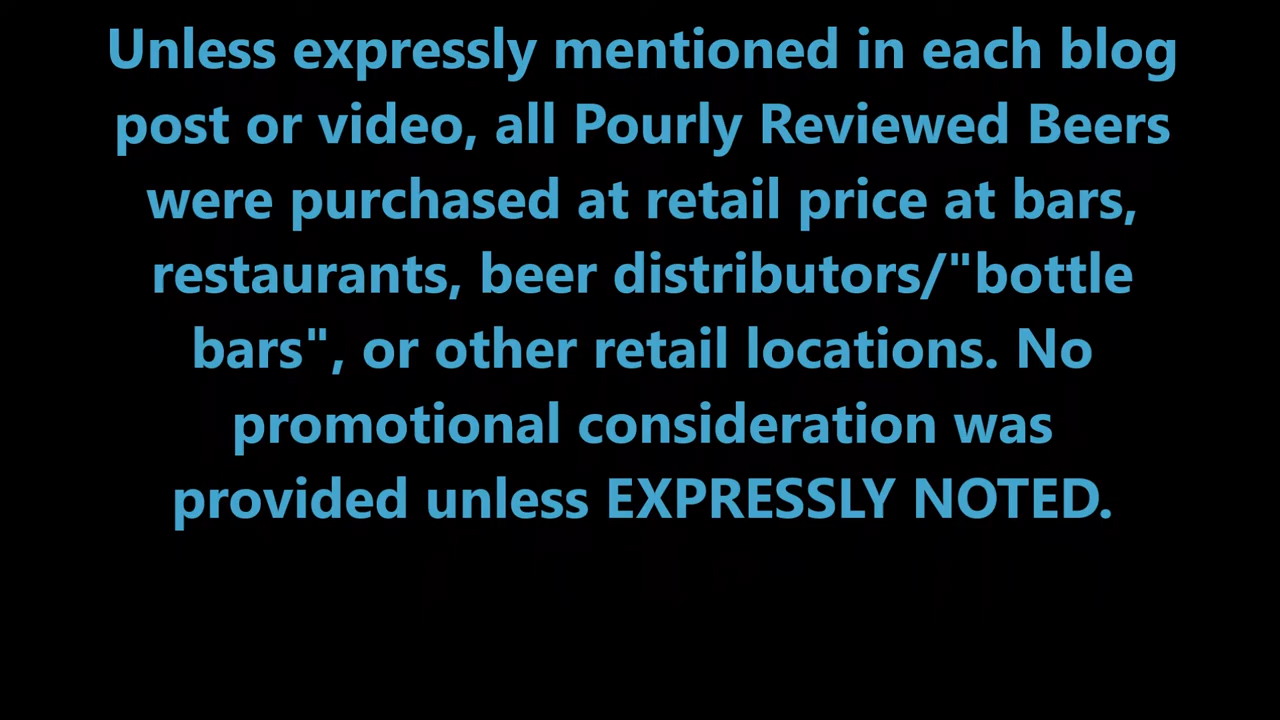 Unless expressly mentioned in each blog
post or video, all Pourly Reviewed Beers
were purchased at retail price at bars,
restaurants, beer distributors/"bottle
bars", or other retail locations. No
promotional consideration was
provided unless EXPRESSLY NOTED.